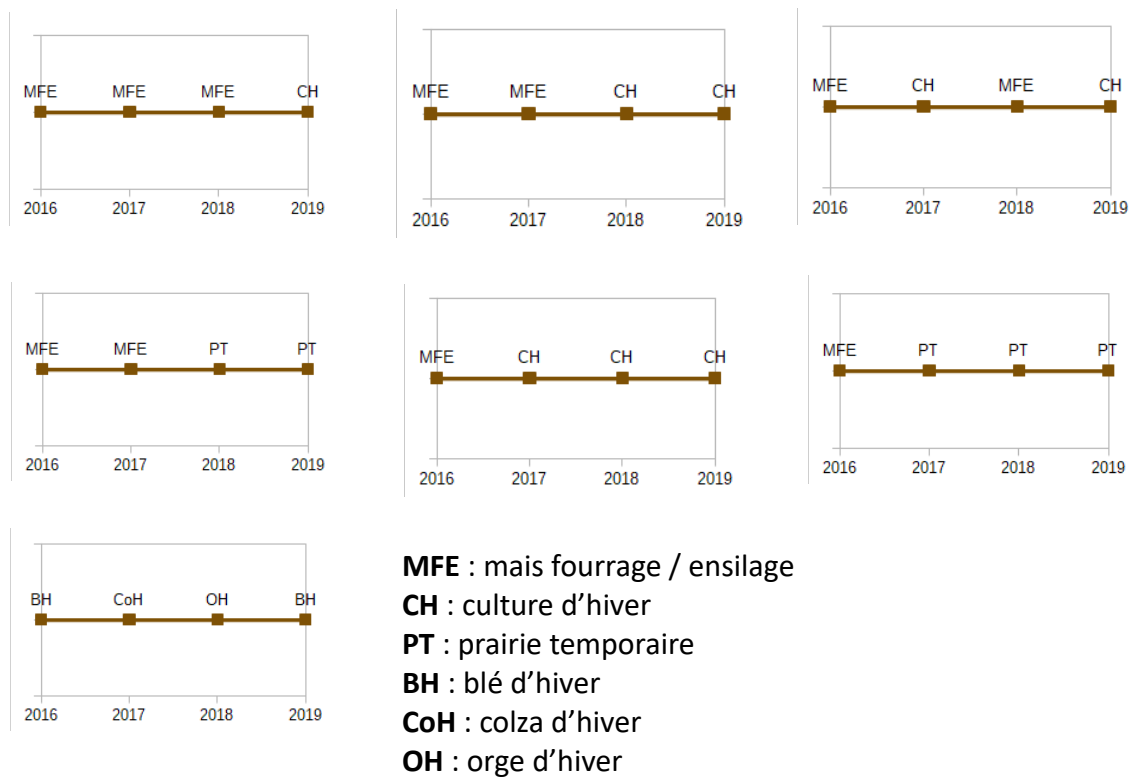 MFE MFE MFE CH
2016 2017 2018 2019
MFE MFE CH CH
2016 2017 2018 2019
MFE CH MFE CH
2016 2017 2018 2019
MFE MFE PT PT
2016 2017 2018 2019
MFE CH CH CH
2016 2017 2018 2019
MFE PT PT PT
2016 2017 2018 2019
BH CoH OH BH
2016 2017 2018 2019
MFE : mais fourrage / ensilage
CH : culture d’hiver
PT : prairie temporaire
BH : blé d’hiver
CoH : colza d’hiver
OH : orge d’hiver